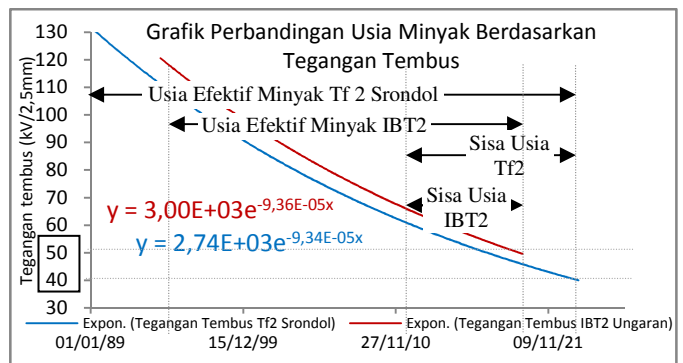 Grafik Perbandingan Usia Minyak Berdasarkan
Tegangan Tembus
Tegangan tembus (kV/2,5mm)
130
120
110
100
90
80
70
60
50
40
30
Usia Efektif Minyak Tf 2 Srondol
Usia Efektif Minyak IBT2
Sisa Usia
Tf2
Sisa Usia
IBT2
y = 3,00E+03e^-9,36E-05x
y = 2,74E+03e^-9,34E-05x
Expon. (Tegangan Tembus Tf2 Srondol)
Expon. (Tegangan Tembus IBT2 Ungaran)
01/01/89
15/12/99
27/11/10
09/11/21